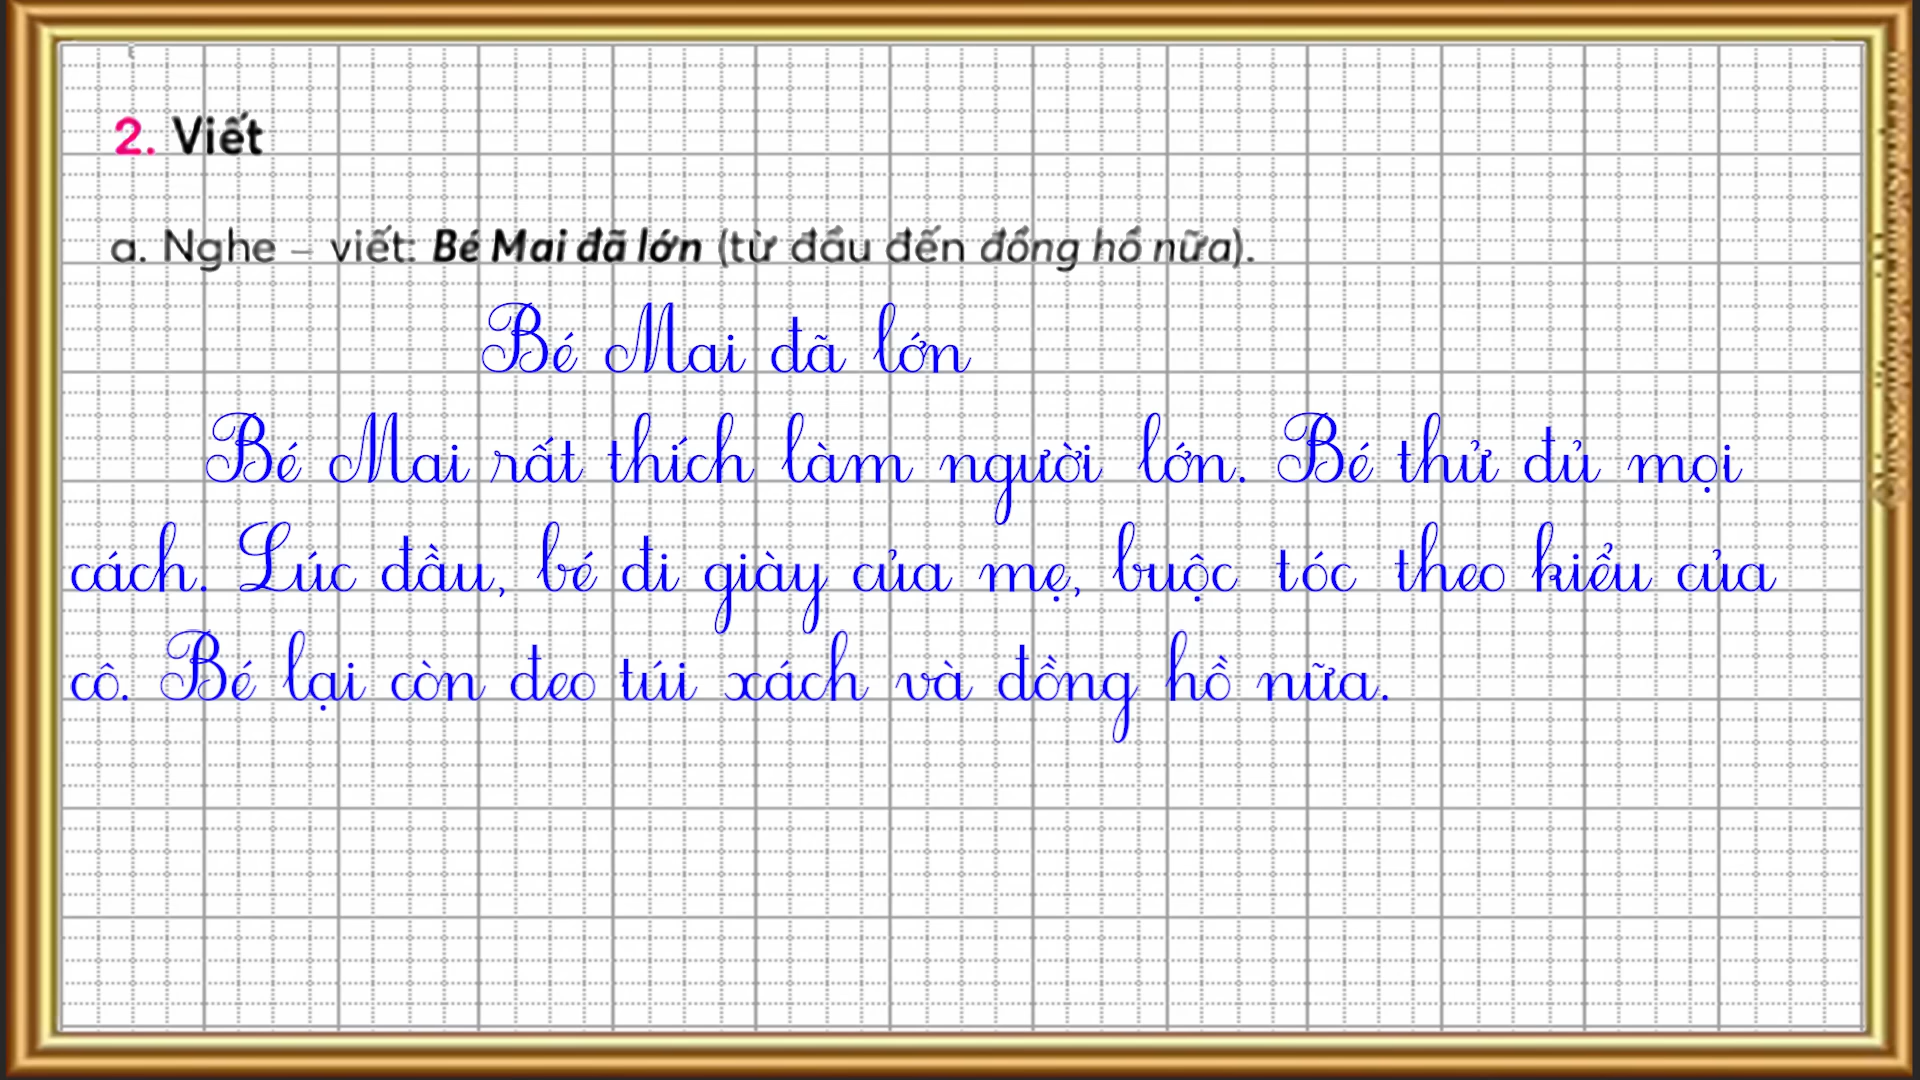 2. Viết
a. Nghe – viết: Bé Mai đã lớn (từ đầu đến đồng hồ nữa).
Bé Mai đã lớn
Bé Mai rất thích làm người lớn. Bé thử đủ mọi
cách. Lúc đầu, bé đi giày của mẹ, buộc tóc theo kiểu của
cô. Bé lại còn đeo túi xách và đồng hồ nữa.